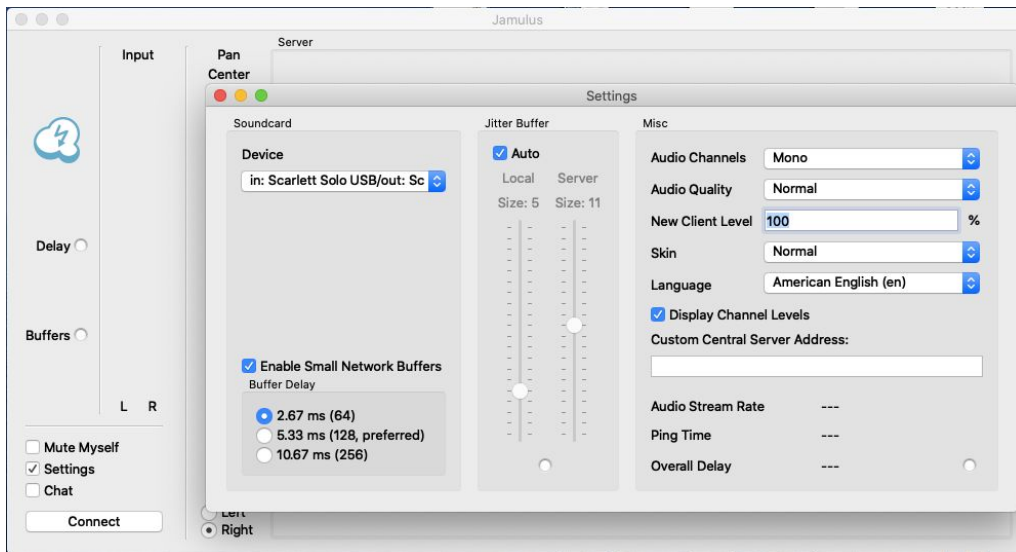 Jamulus
Input
Pan
Center
Server
Delay
Buffers
L R
Mute Myself
Settings
Chat
Connect
Left
Right
Settings
Soundcard
Device
in: Scarlett Solo USB/out: Sc
Enable Small Network Buffers
Buffer Delay
2.67 ms (64)
5.33 ms (128, preferred)
10.67 ms (256)
Jitter Buffer
Auto
Local Server
Size: 5 Size: 11
Misc
Audio Channels Mono
Audio Quality Normal
New Client Level 100 %
Skin Normal
Language American English (en)
Display Channel Levels
Custom Central Server Address:
Audio Stream Rate ---
Ping Time ---
Overall Delay ---